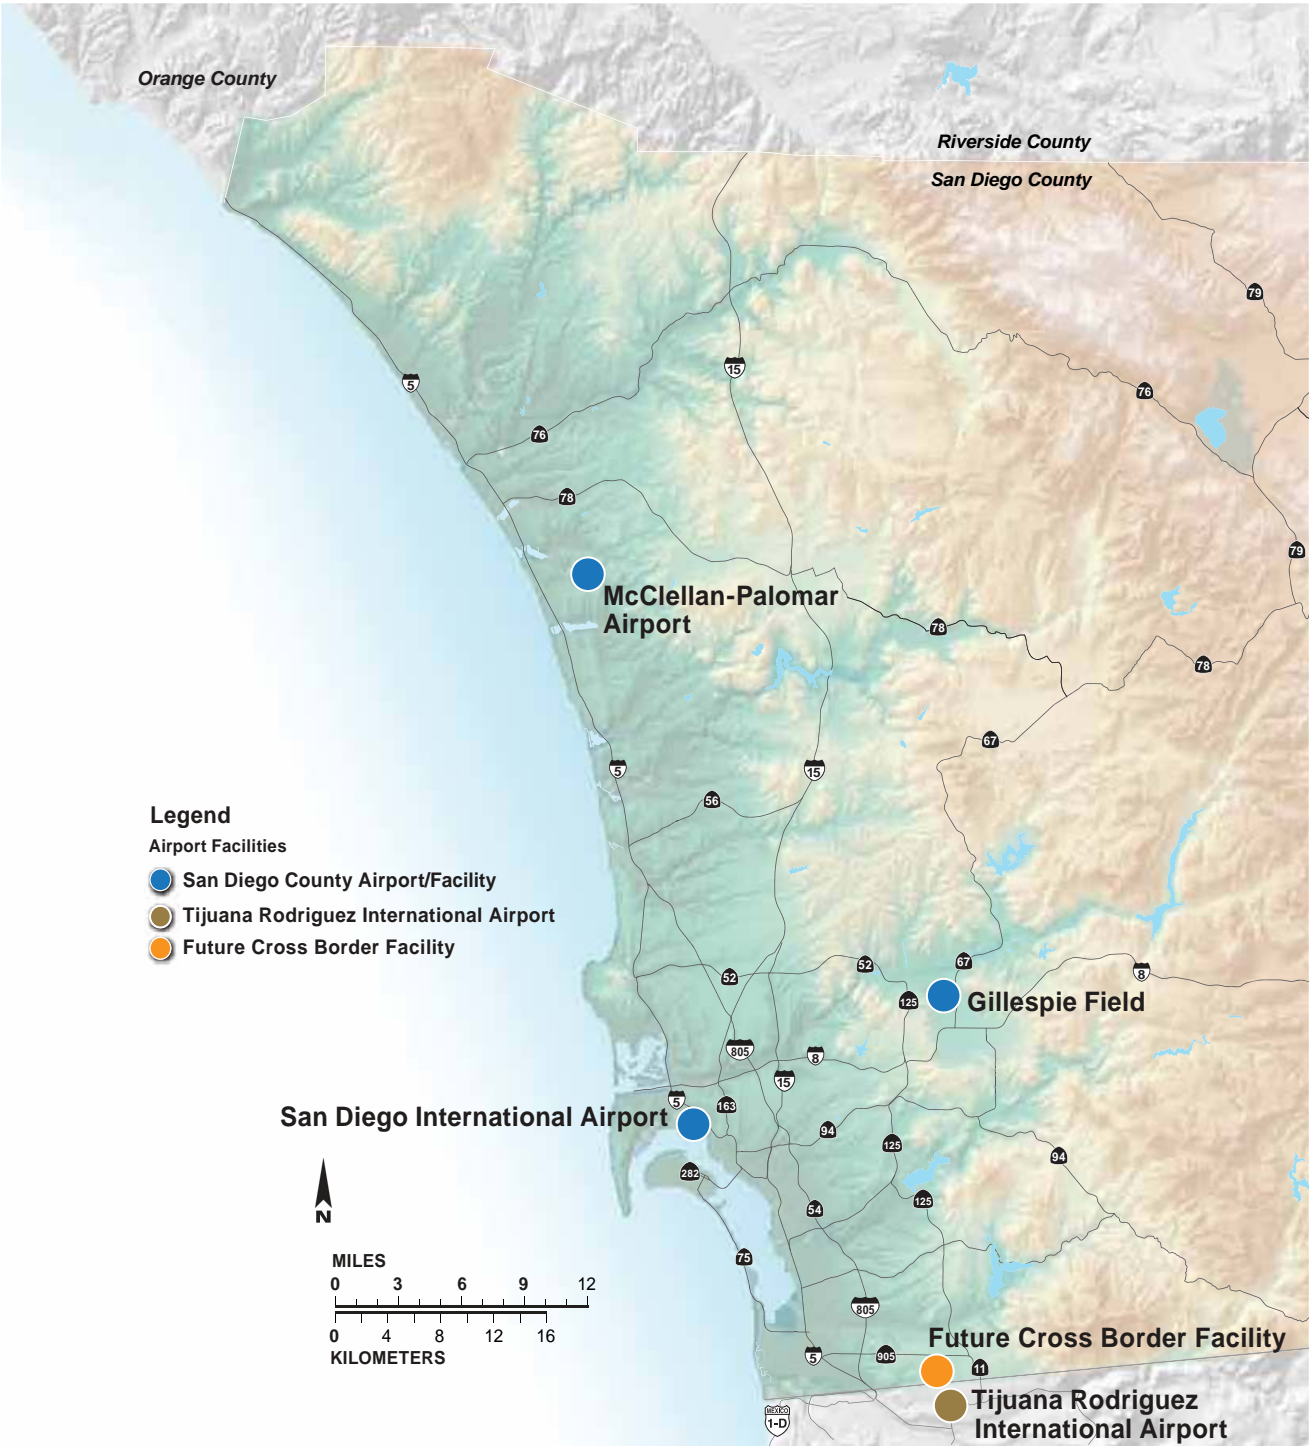 Orange County
Riverside County
San Diego County
79
15
76
5
76
78
79
McClellan-Palomar
Airport
78
78
67
5
15
56
Legend
Airport Facilities
San Diego County Airport/Facility
Tijuana Rodriguez International Airport
Future Cross Border Facility
52
52
67
8
125
Gillespie Field
805
8
15
5
163
San Diego International Airport
94
125
94
282
125
54
N
75
MILES
0 3 6 9 12
805
0 4 8 12 16
KILOMETERS
Future Cross Border Facility
5
905
11
Tijuana Rodriguez
International Airport
MEXICO
1-D